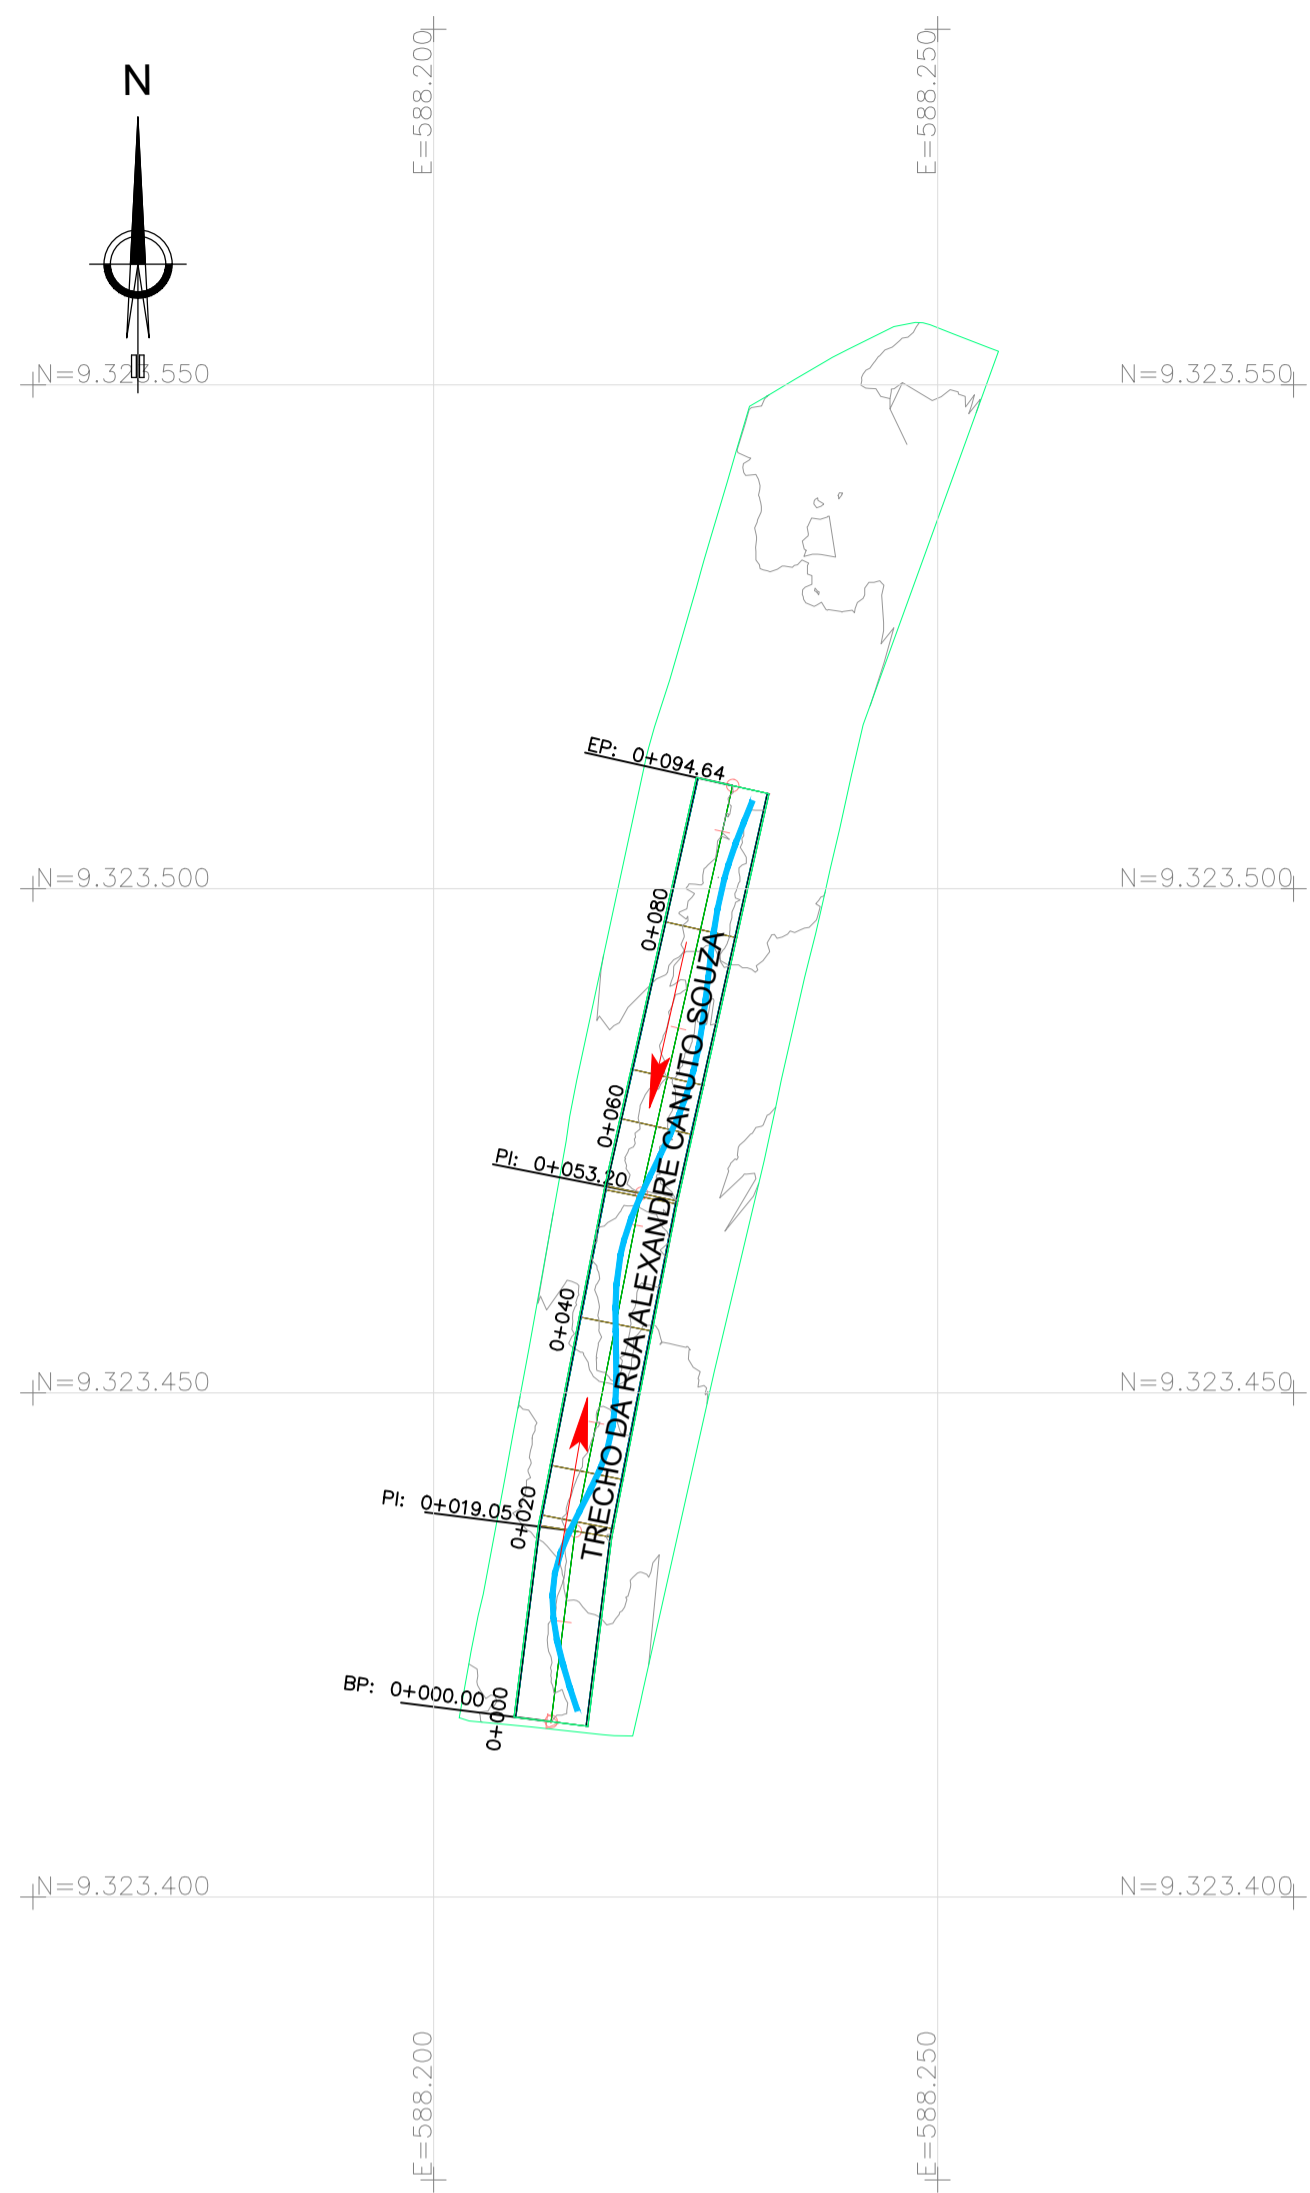 E=588.200
E=588.250
N
N=9.323.550
N=9.323.550
EP: 0+094.64
N=9.323.500
N=9.323.500
0+080
TRECHO DA RUA ALEXANDRE CANUTO SOUZA
0+060
PI: 0+053.20
0+040
N=9.323.450
N=9.323.450
PI: 0+019.05
0+020
BP: 0+000.00
0+000
N=9.323.400
N=9.323.400
E=588.200
E=588.250